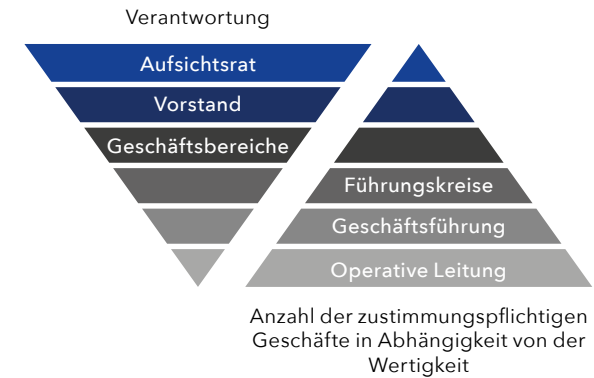 Verantwortung
Aufsichtsrat
Vorstand
Geschäftsbereiche
Führungskreise
Geschäftsführung
Operative Leitung
Anzahl der zustimmungspflichtigen
Geschäfte in Abhängigkeit von der
Wertigkeit